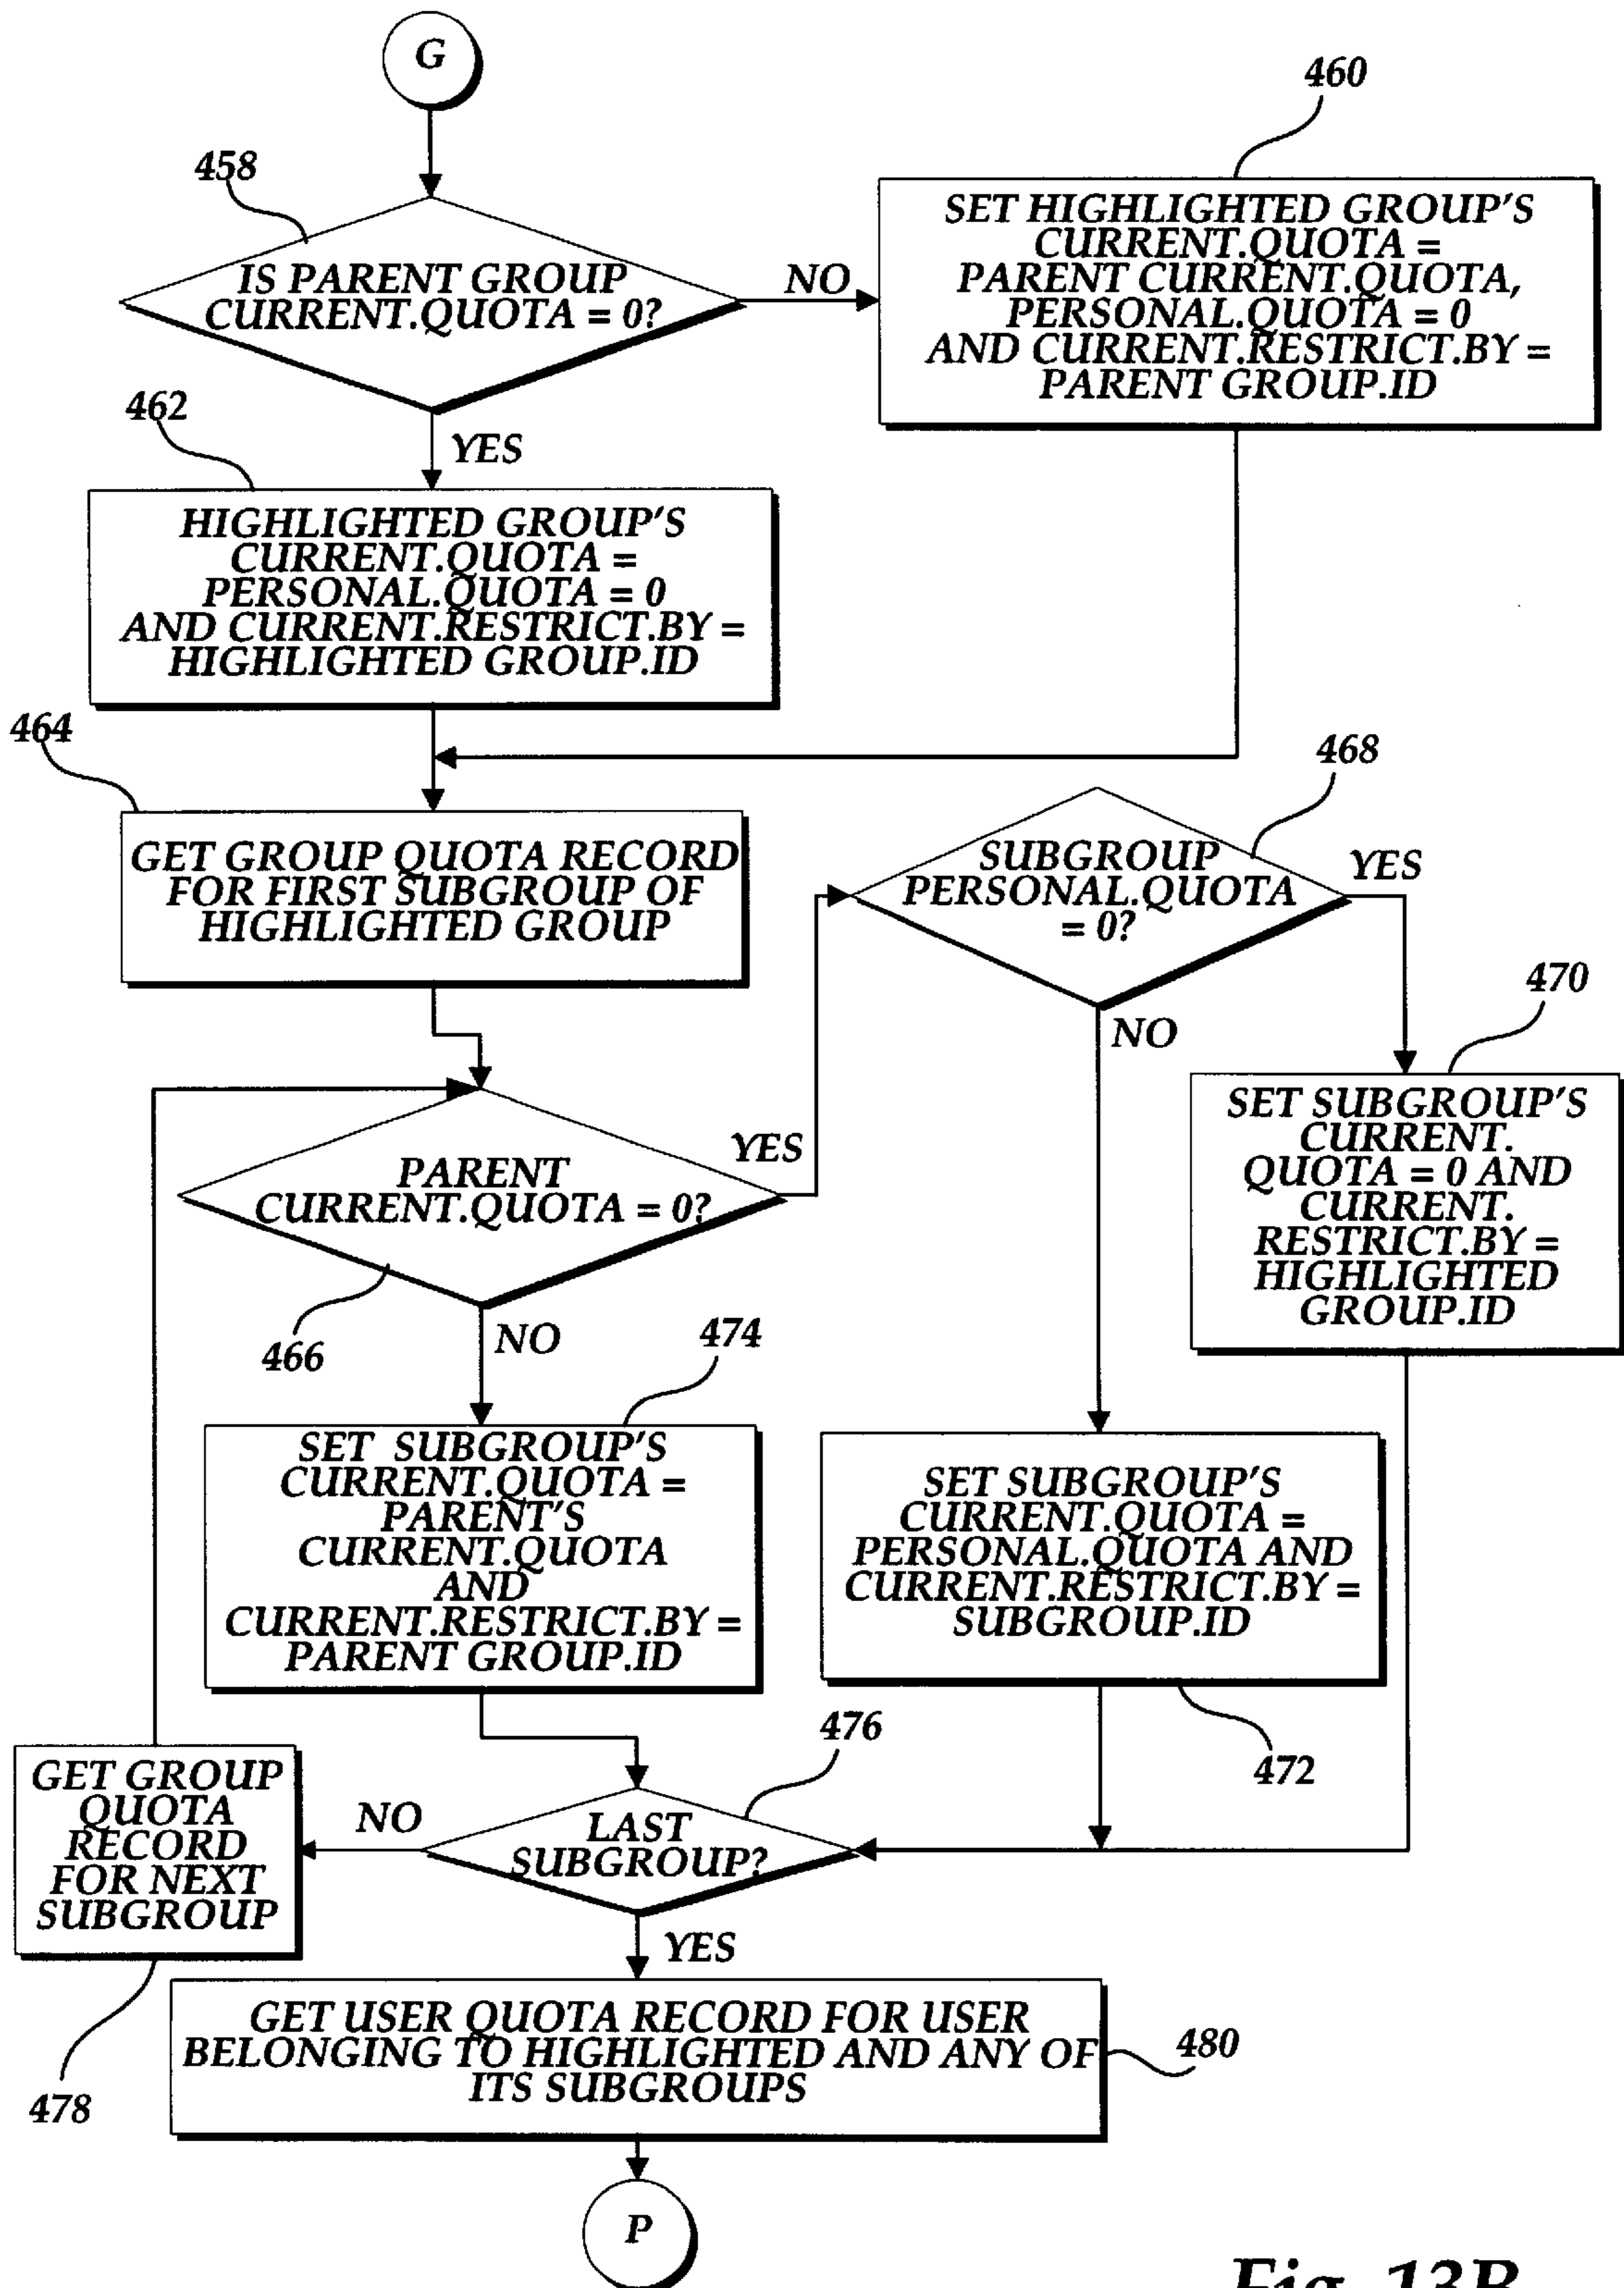 G
458
460
IS PARENT GROUP
CURRENT.QUOTA = 0?
NO
SET HIGHLIGHTED GROUP'S
CURRENT.QUOTA =
PARENT CURRENT.QUOTA,
PERSONAL.QUOTA = 0
AND CURRENT.RESTRICT.BY =
PARENT GROUP.ID
462
YES
HIGHLIGHTED GROUP'S
CURRENT.QUOTA =
PERSONAL.QUOTA = 0
AND CURRENT.RESTRICT.BY =
HIGHLIGHTED GROUP.ID
464
GET GROUP QUOTA RECORD
FOR FIRST SUBGROUP OF
HIGHLIGHTED GROUP
468
SUBGROUP
PERSONAL.QUOTA
= 0?
YES
NO
470
SET SUBGROUP'S
CURRENT.
QUOTA = 0 AND
CURRENT.
RESTRICT.BY =
HIGHLIGHTED
GROUP.ID
YES
PARENT
CURRENT.QUOTA = 0?
466
NO
474
SET SUBGROUP'S
CURRENT.QUOTA =
PARENT'S
CURRENT.QUOTA
AND
CURRENT.RESTRICT.BY =
PARENT GROUP.ID
SET SUBGROUP'S
CURRENT.QUOTA =
PERSONAL.QUOTA AND
CURRENT.RESTRICT.BY =
SUBGROUP.ID
472
476
LAST
SUBGROUP?
NO
GET GROUP
QUOTA
RECORD
FOR NEXT
SUBGROUP
478
YES
GET USER QUOTA RECORD FOR USER
BELONGING TO HIGHLIGHTED AND ANY OF
ITS SUBGROUPS
480
P
Fig. 13B